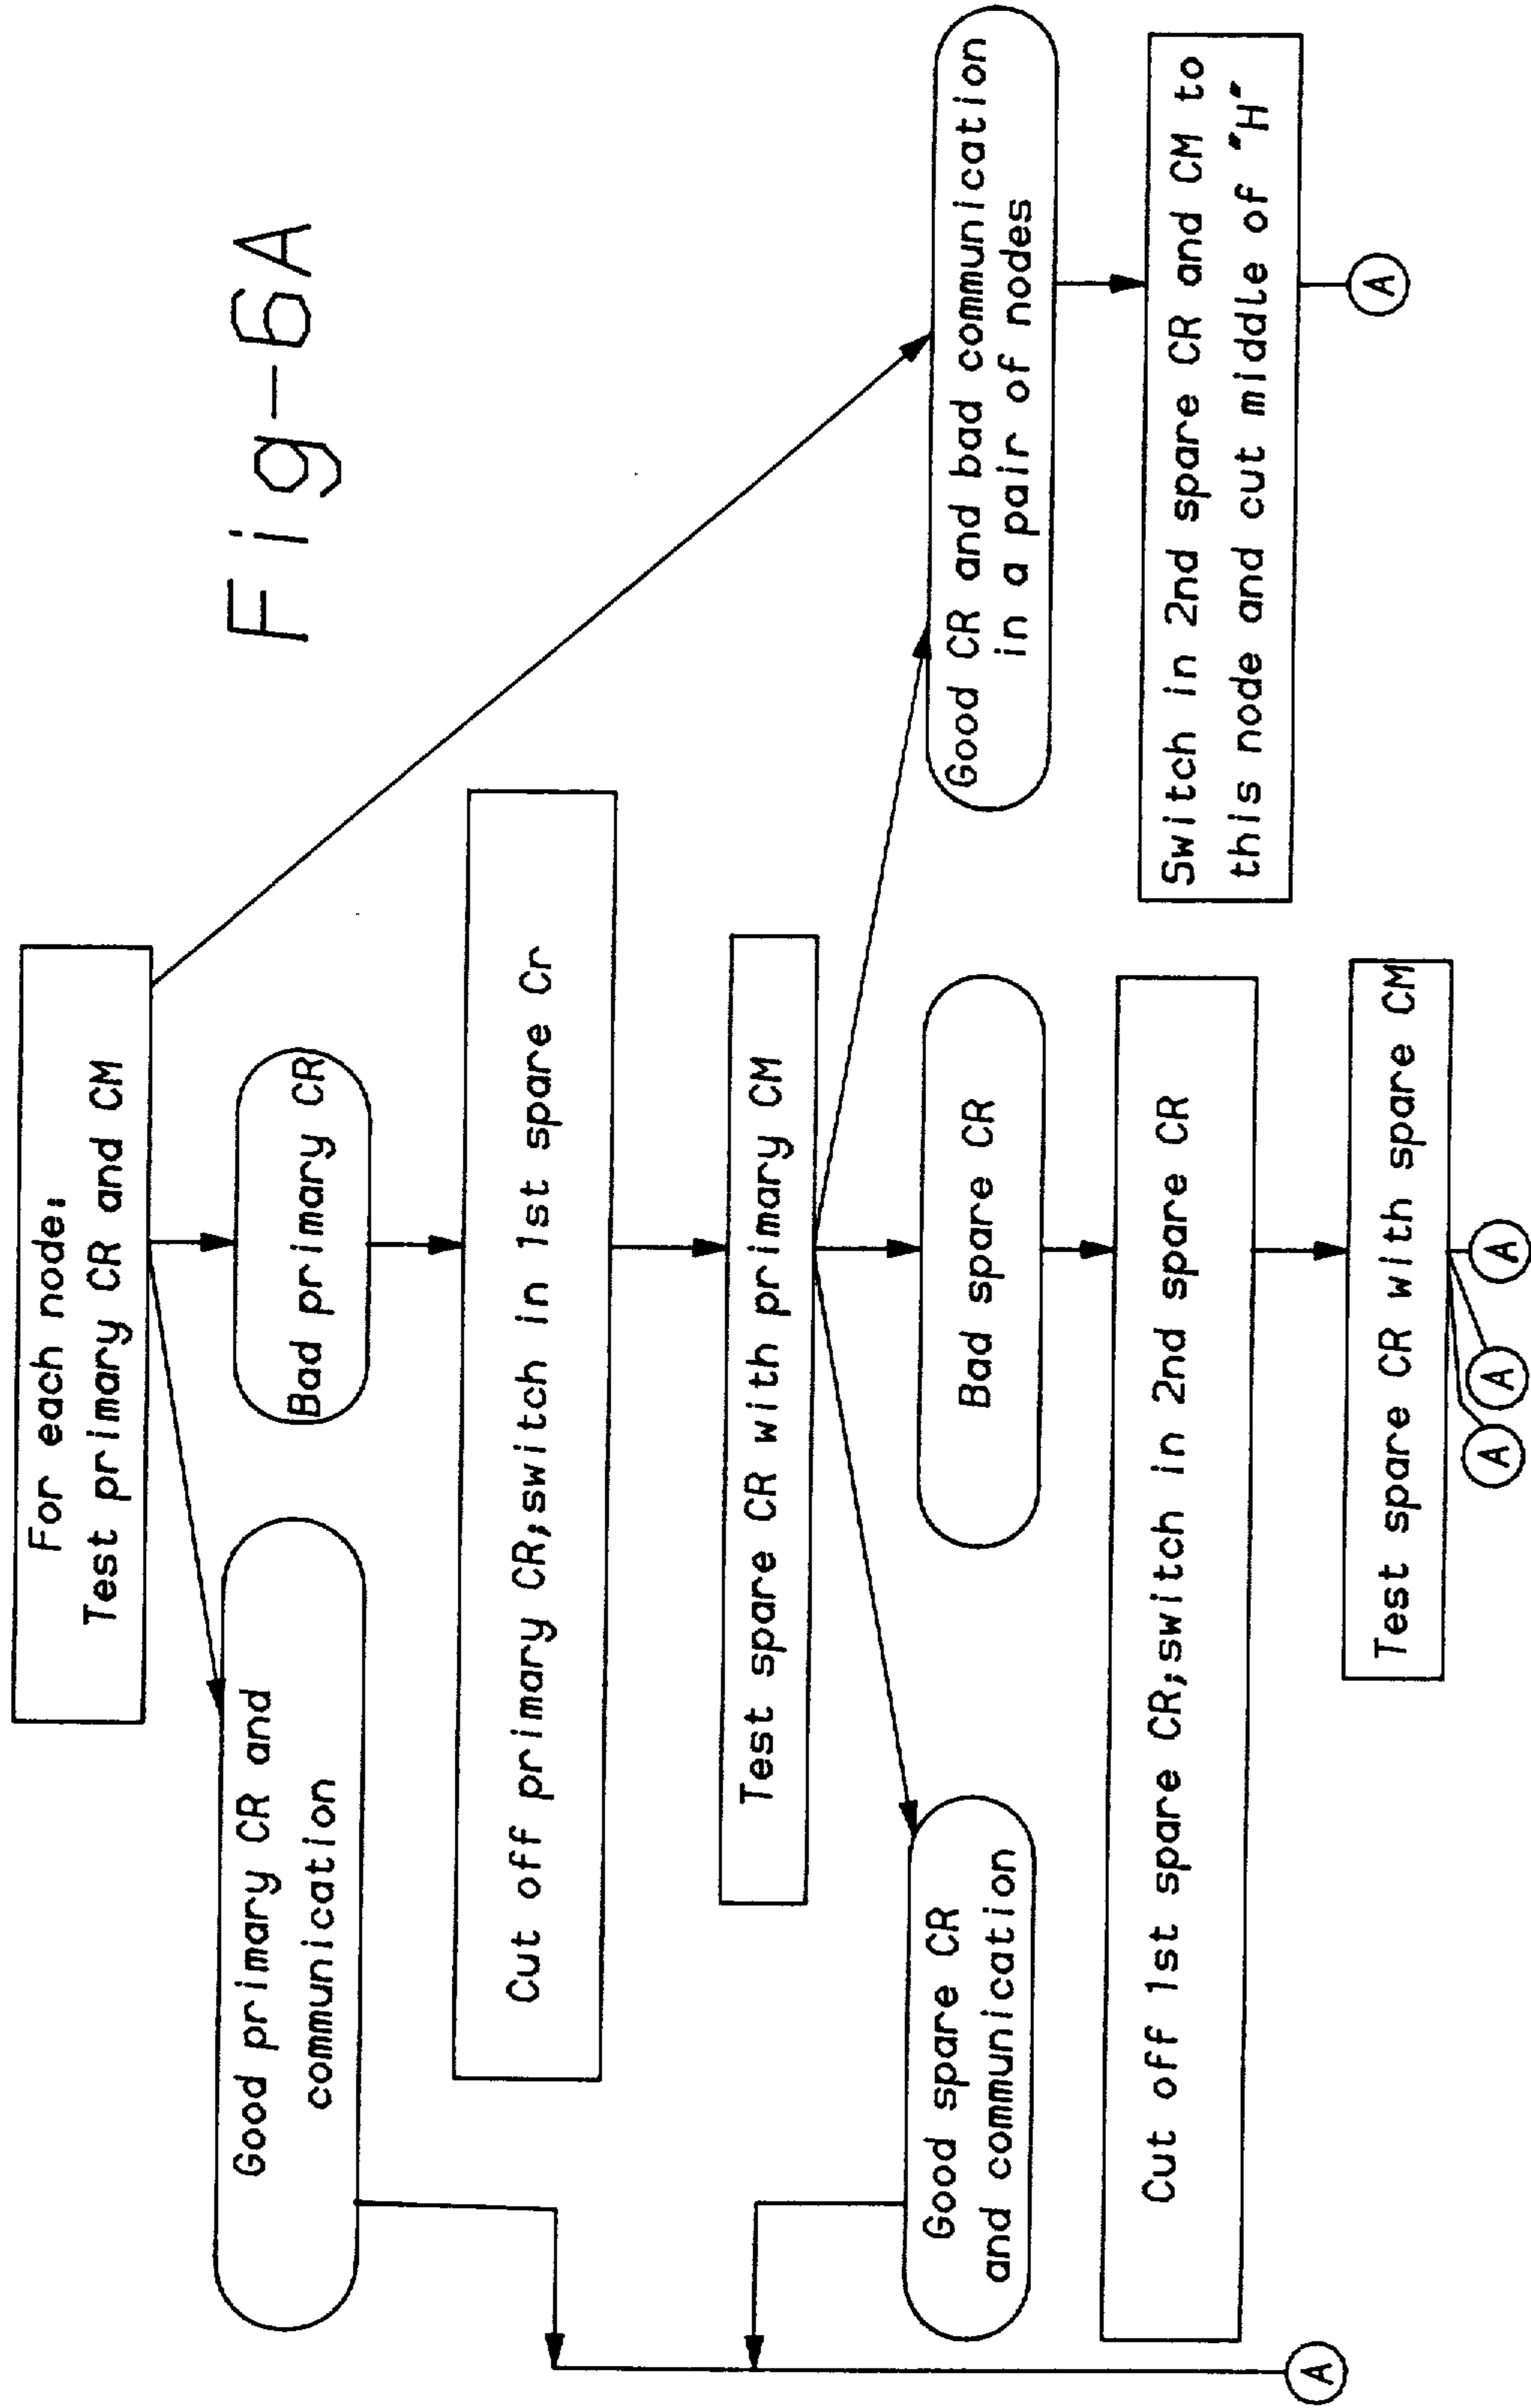 Fig-6A
For each node:
Test primary CR and CM
Good primary CR and
communication
Bad primary CR
Cut off primary CR;switch in 1st spare Cr
Test spare CR with primary CM
Good spare CR
and communication
Bad spare CR
Good CR and bad communication
in a pair of nodes
Cut off 1st spare CR;switch in 2nd spare CR
Switch in 2nd spare CR and CM to
this node and cut middle of "H"
Test spare CR with spare CM
A
A
A
A
A